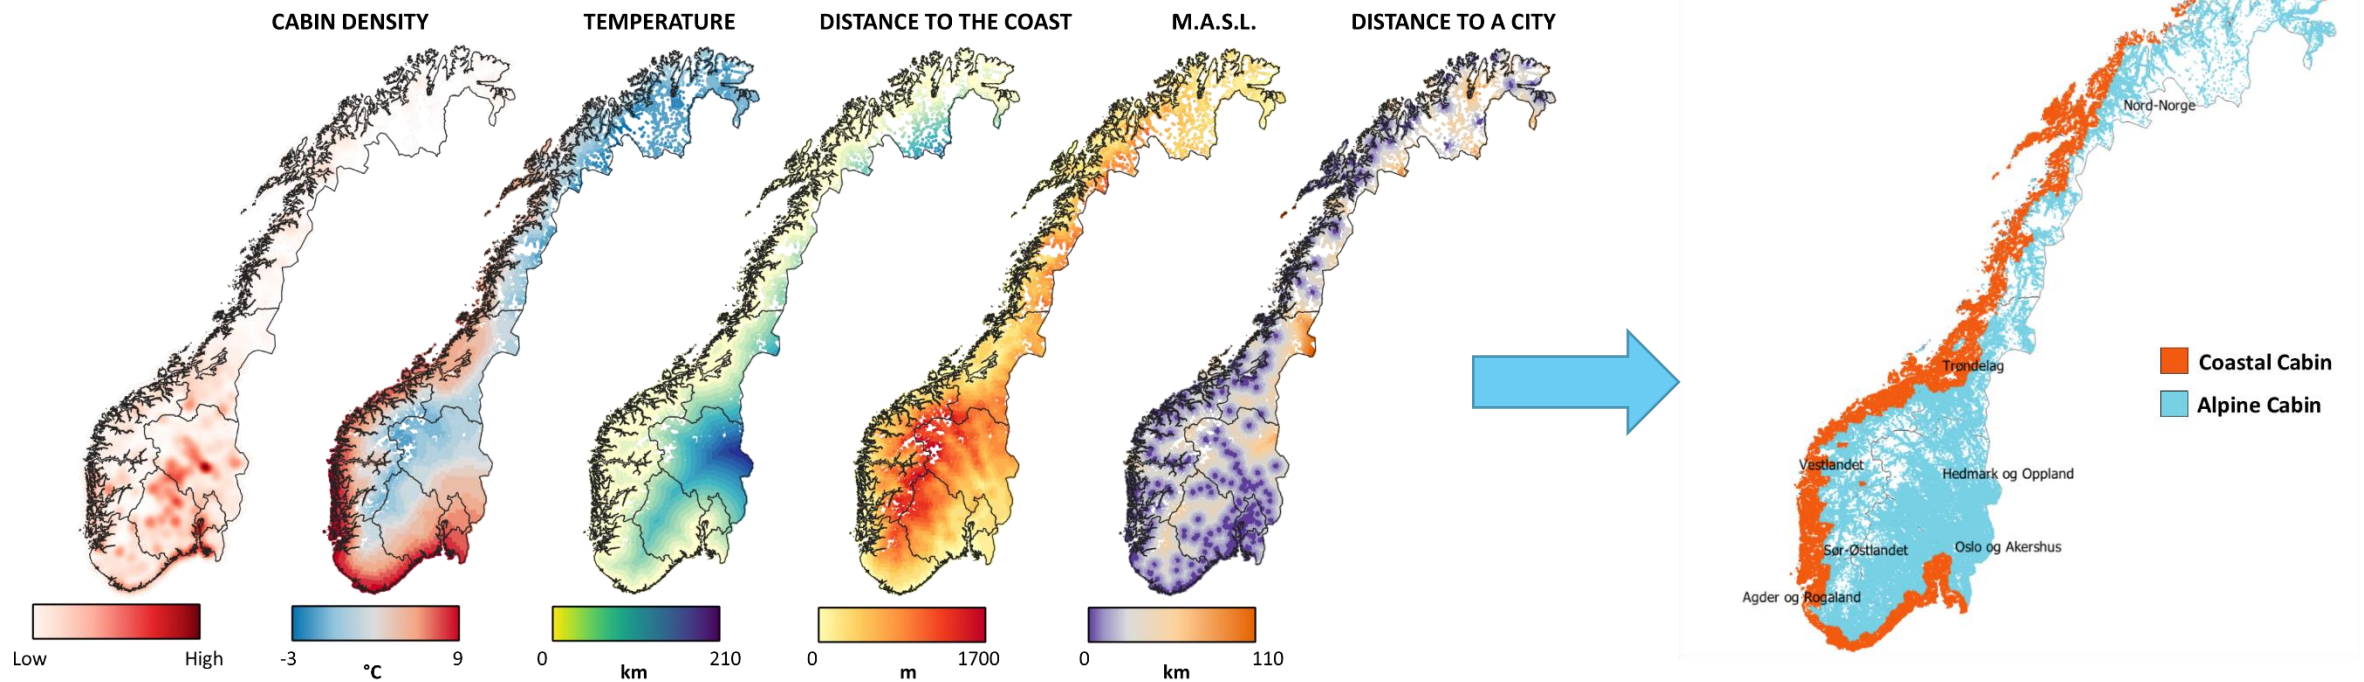 CABIN DENSITY
TEMPERATURE
DISTANCE TO THE COAST
M.A.S.L.
DISTANCE TO A CITY
Low
High
-3
9
°C
0
210
km
0
1700
m
0
110
km
Nord-Norge
Trøndelag
Vestlandet
Hedmark og Oppland
Sør-Østlandet
Oslo og Akershus
Agder og Rogaland
Coastal Cabin
Alpine Cabin